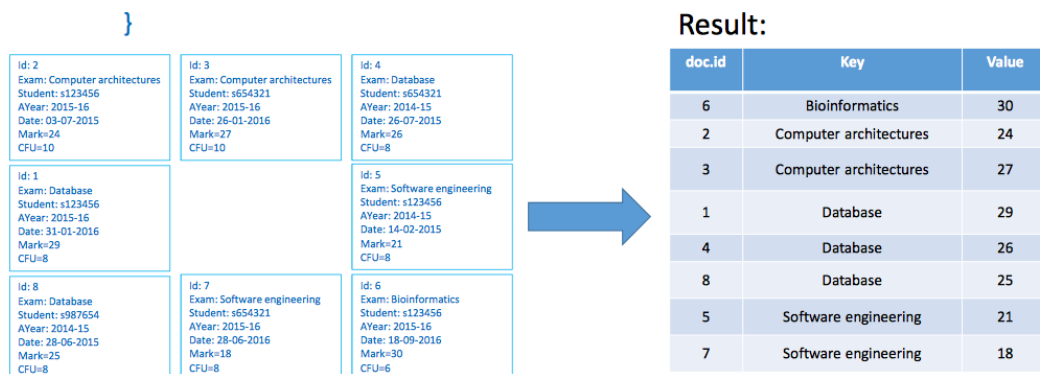 }
Id: 2
Exam: Computer architectures
Student: s123456
AYear: 2015-16
Date: 03-07-2015
Mark=24
CFU=10
Id: 3
Exam: Computer architectures
Student: s654321
AYear: 2015-16
Date: 26-01-2016
Mark=27
CFU=10
Id: 4
Exam: Database
Student: s654321
AYear: 2014-15
Date: 26-07-2015
Mark=26
CFU=8
Id: 1
Exam: Database
Student: s123456
AYear: 2015-16
Date: 31-01-2016
Mark=29
CFU=8
Id: 5
Exam: Software engineering
Student: s123456
AYear: 2014-15
Date: 14-02-2015
Mark=21
CFU=8
Id: 8
Exam: Database
Student: s987654
AYear: 2014-15
Date: 28-06-2015
Mark=25
CFU=8
Id: 7
Exam: Software engineering
Student: s654321
AYear: 2015-16
Date: 28-06-2016
Mark=18
CFU=8
Id: 6
Exam: Bioinformatics
Student: s123456
AYear: 2015-16
Date: 18-09-2016
Mark=30
CFU=6
Result:
doc.id Key Value
6 Bioinformatics 30
2 Computer architectures 24
3 Computer architectures 27
1 Database 29
4 Database 26
8 Database 25
5 Software engineering 21
7 Software engineering 18